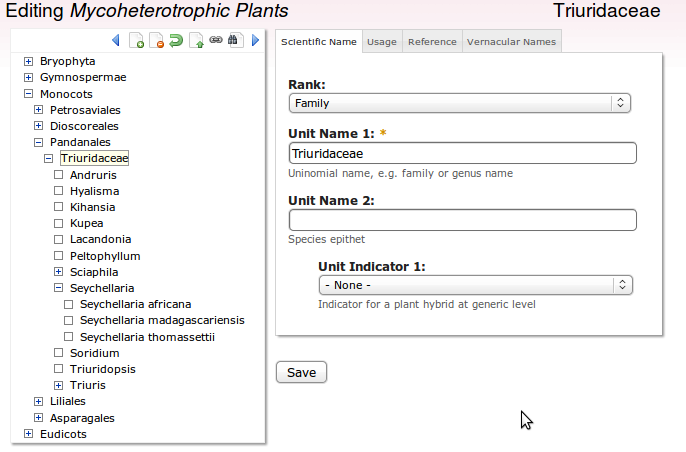 Editing Mycoheterotrophic Plants
Triuridaceae
Bryophyta
Gymnospermae
Monocots
Petrosaviales
Dioscoreales
Pandanales
Triuridaceae
Andruris
Hyalisma
Kihansia
Kupea
Lacandonia
Peltophyllum
Sciaphila
Seychellaria
Seychellaria africana
Seychellaria madagascariensis
Seychellaria thomassettii
Soridium
Triuridopsis
Triuris
Liliales
Asparagales
Eudicots
Scientific Name
Usage
Reference
Vernacular Names
Rank:
Family
Unit Name 1: *
Triuridaceae
Uninomial name, e.g. family or genus name
Unit Name 2:
Species epithet
Unit Indicator 1:
- None -
Indicator for a plant hybrid at generic level
Save